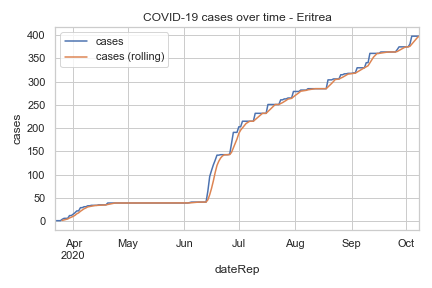 COVID-19 cases over time - Eritrea
cases
cases (rolling)
400
350
300
250
200
150
100
50
0
cases
Apr
2020
May
Jun
Jul
Aug
Sep
Oct
dateRep